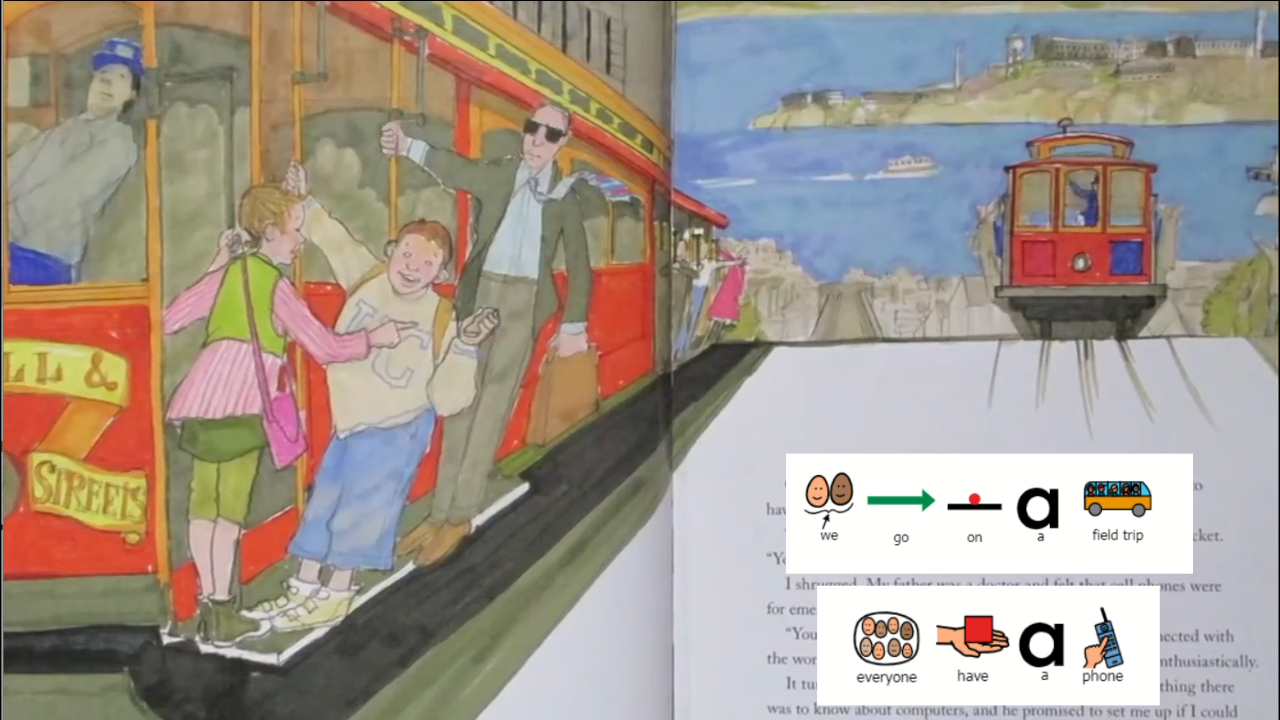 LL &
STREETS
we go on a a field trip
to
hav
cket.
"Yo
I shrugged. My father was a doctor and felt that cell phones were
for eme
everyone have a a phone
"You
nected with
the wor
nthusiastically.
It tu
thing there
was to know about computers, and he promised to set me up if I could